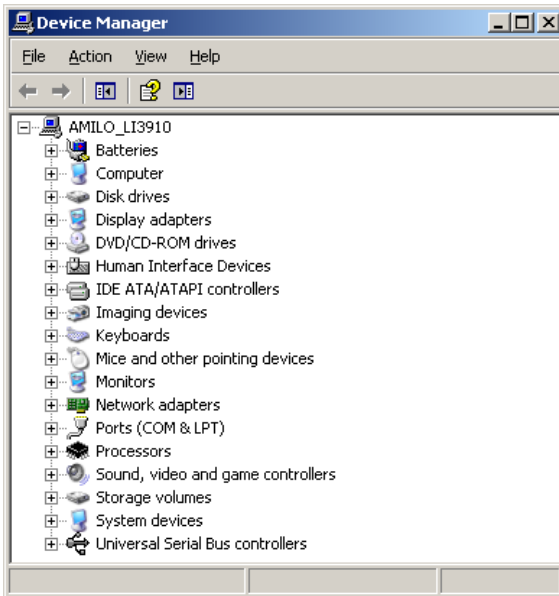 Device Manager
File Action View Help
AMILO_LI3910
Batteries
Computer
Disk drives
Display adapters
DVD/CD-ROM drives
Human Interface Devices
IDE ATA/ATAPI controllers
Imaging devices
Keyboards
Mice and other pointing devices
Monitors
Network adapters
Ports (COM & LPT)
Processors
Sound, video and game controllers
Storage volumes
System devices
Universal Serial Bus controllers